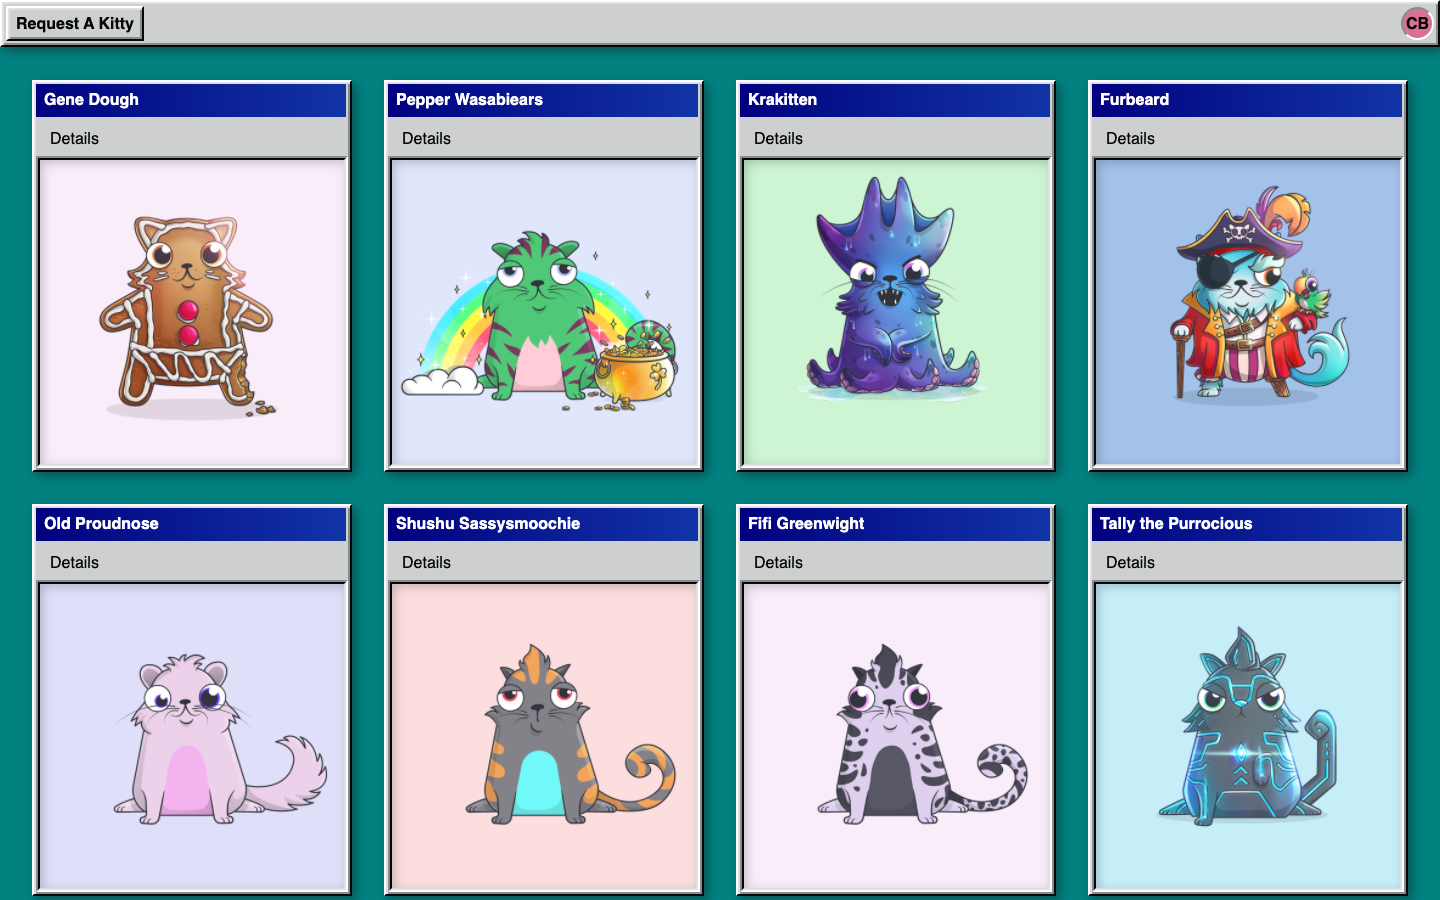 Request A Kitty
CB
Gene Dough
Details
Pepper Wasabiears
Details
Krakitten
Details
Furbeard
Details
Old Proudnose
Details
Shushu Sassysmoochie
Details
Fifi Greenwight
Details
Tally the Purrocious
Details